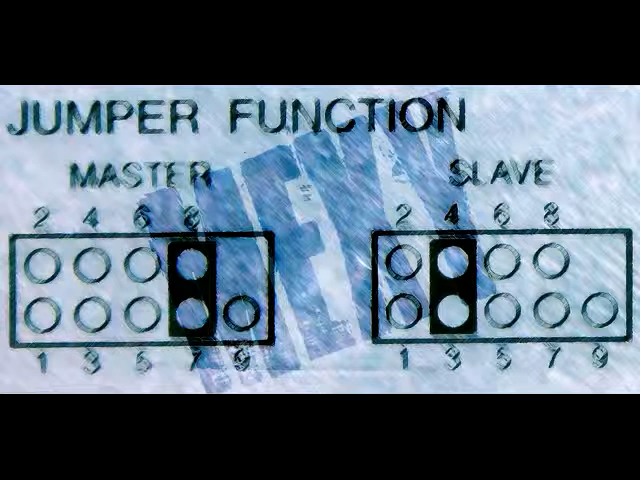 JUMPER FUNCTION
MASTER SLAVE
2 4 6 8 2 4 6 8
1 3 5 7 9 1 3 5 7 9